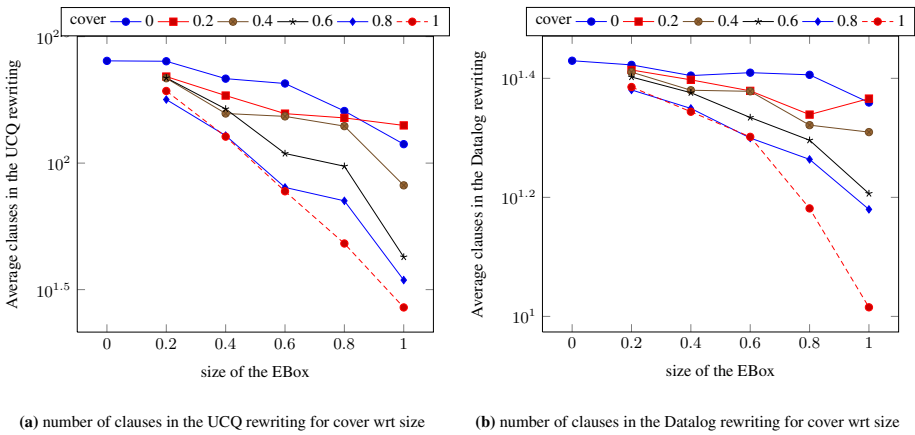 cover 0 0.2 0.4 0.6 0.8 1
cover 0 0.2 0.4 0.6 0.8 1
Average clauses in the UCQ rewriting
10^2
10^1.5
0 0.2 0.4 0.6 0.8 1
size of the EBox
Average clauses in the Datalog rewriting
10^1.4
10^1.2
10^1
0 0.2 0.4 0.6 0.8 1
size of the EBox
(a) number of clauses in the UCQ rewriting for cover wrt size
(b) number of clauses in the Datalog rewriting for cover wrt size